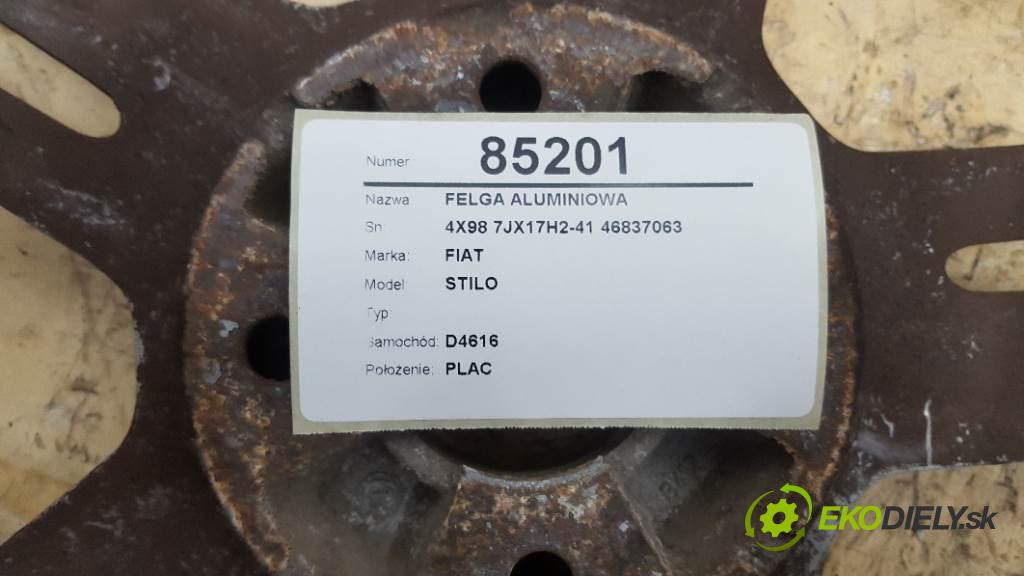 Numer 85201
Nazwa FELGA ALUMINIOWA
Sn 4X98 7JX17H2-41 46837063
Marka: FIAT
Model STILO
Typ
Samochód: D4616
Położenie: PLAC
EKODIELY.sk